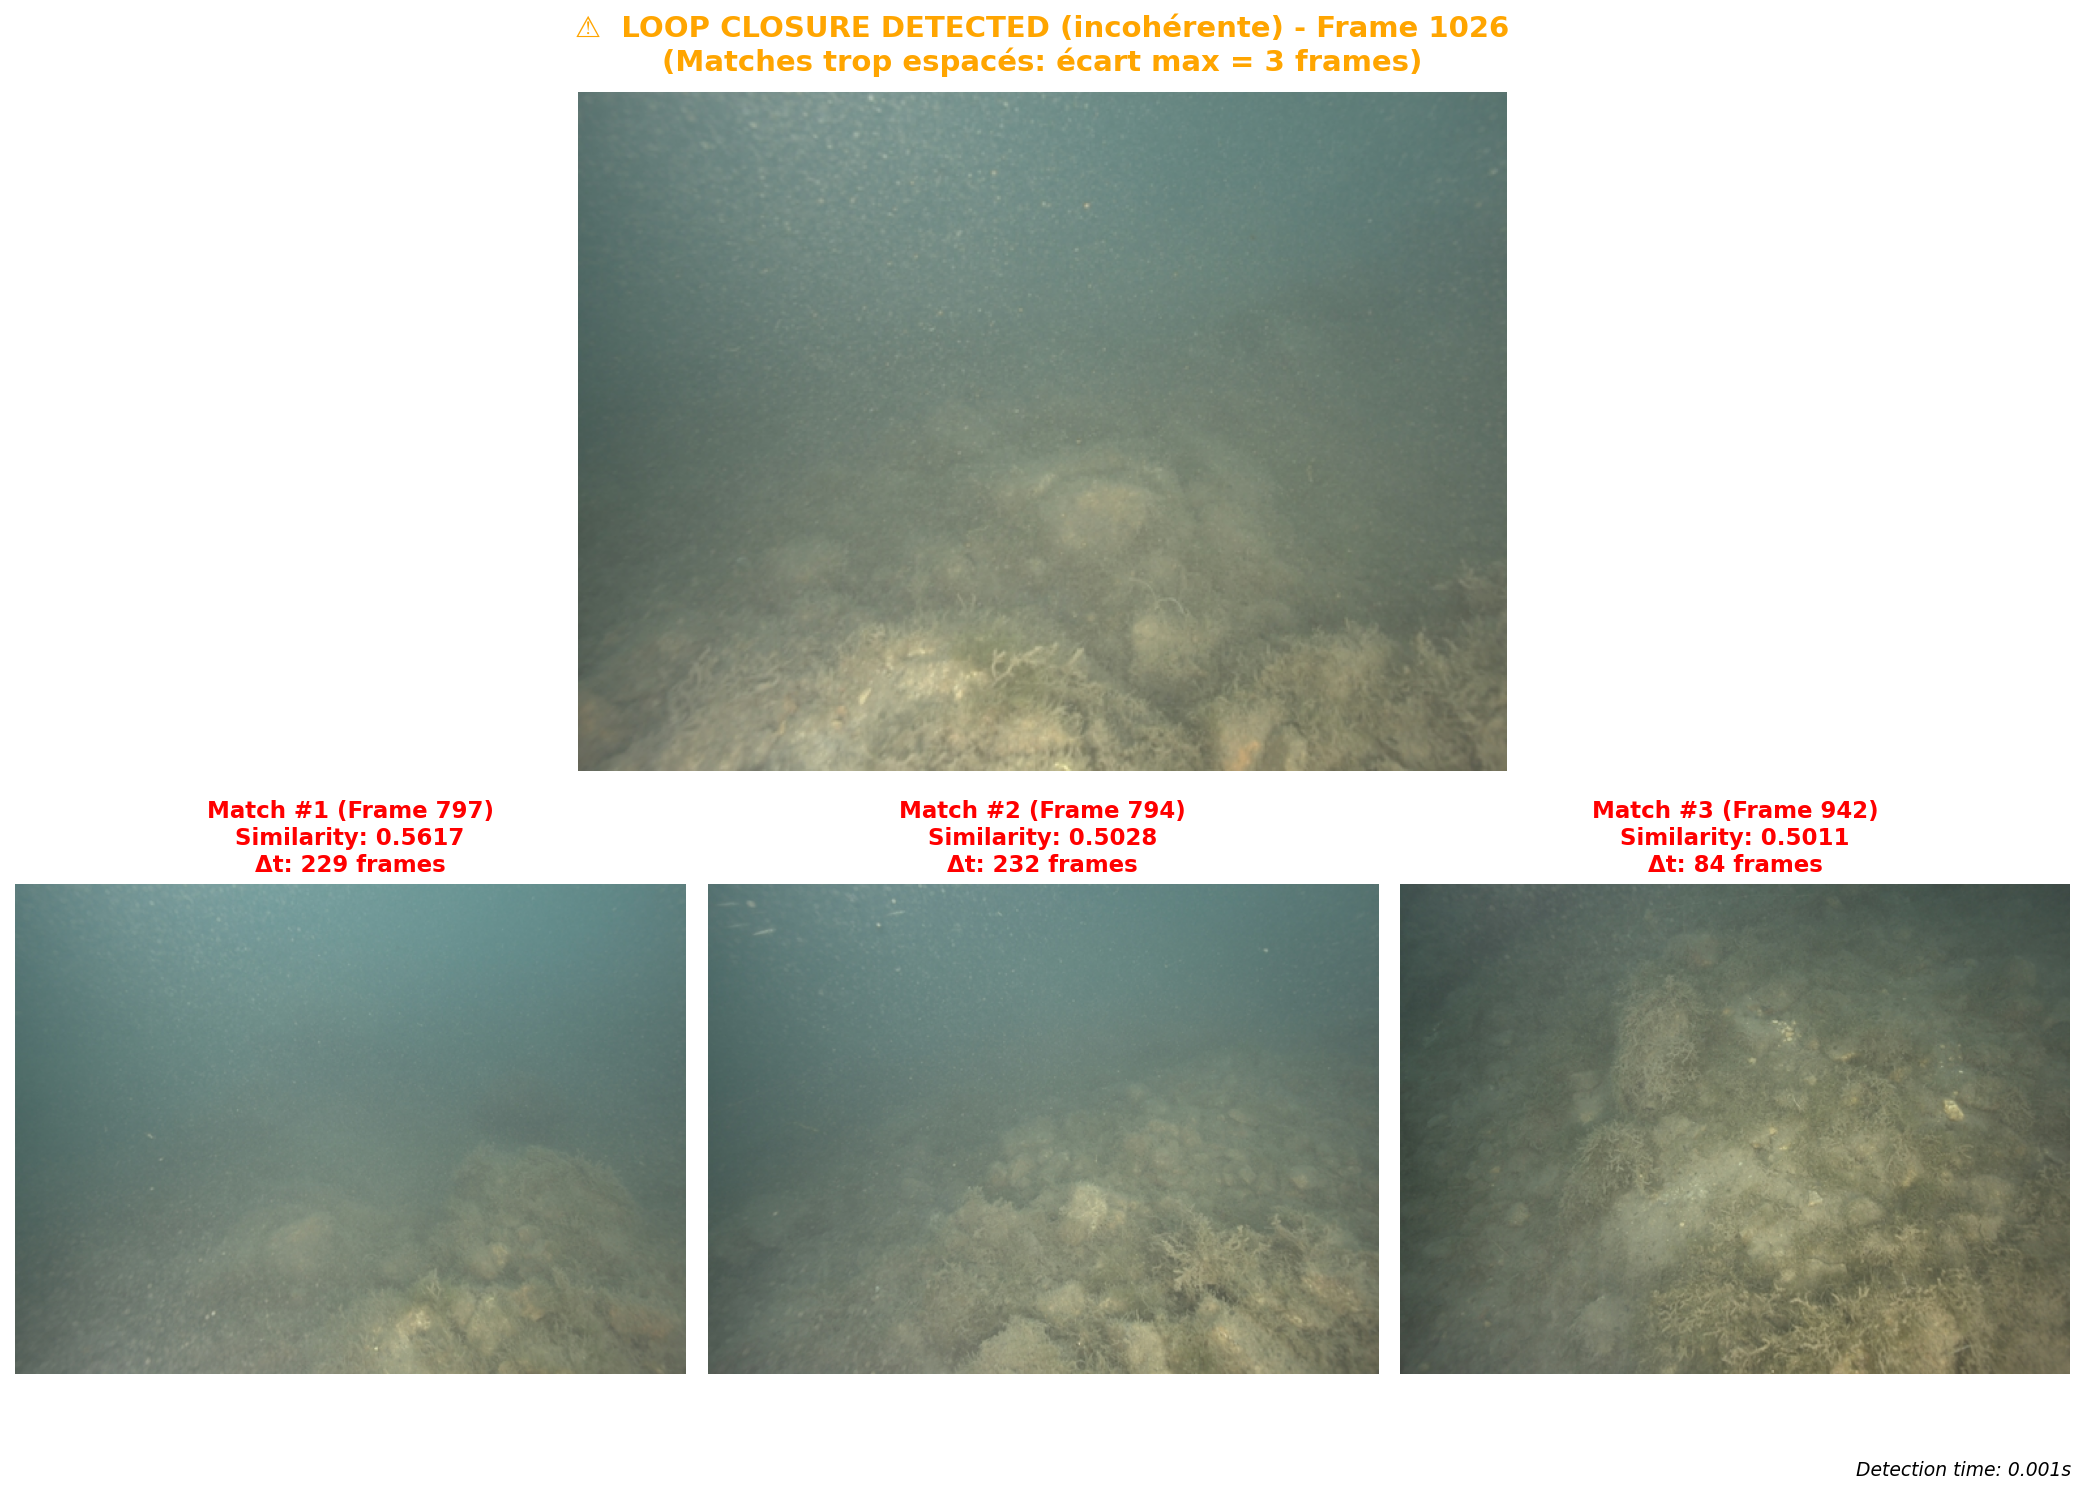 ⚠ LOOP CLOSURE DETECTED (incohérente) - Frame 1026
(Matches trop espacés: écart max = 3 frames)
Match #1 (Frame 797)
Similarity: 0.5617
Δt: 229 frames
Match #2 (Frame 794)
Similarity: 0.5028
Δt: 232 frames
Match #3 (Frame 942)
Similarity: 0.5011
Δt: 84 frames
Detection time: 0.001s